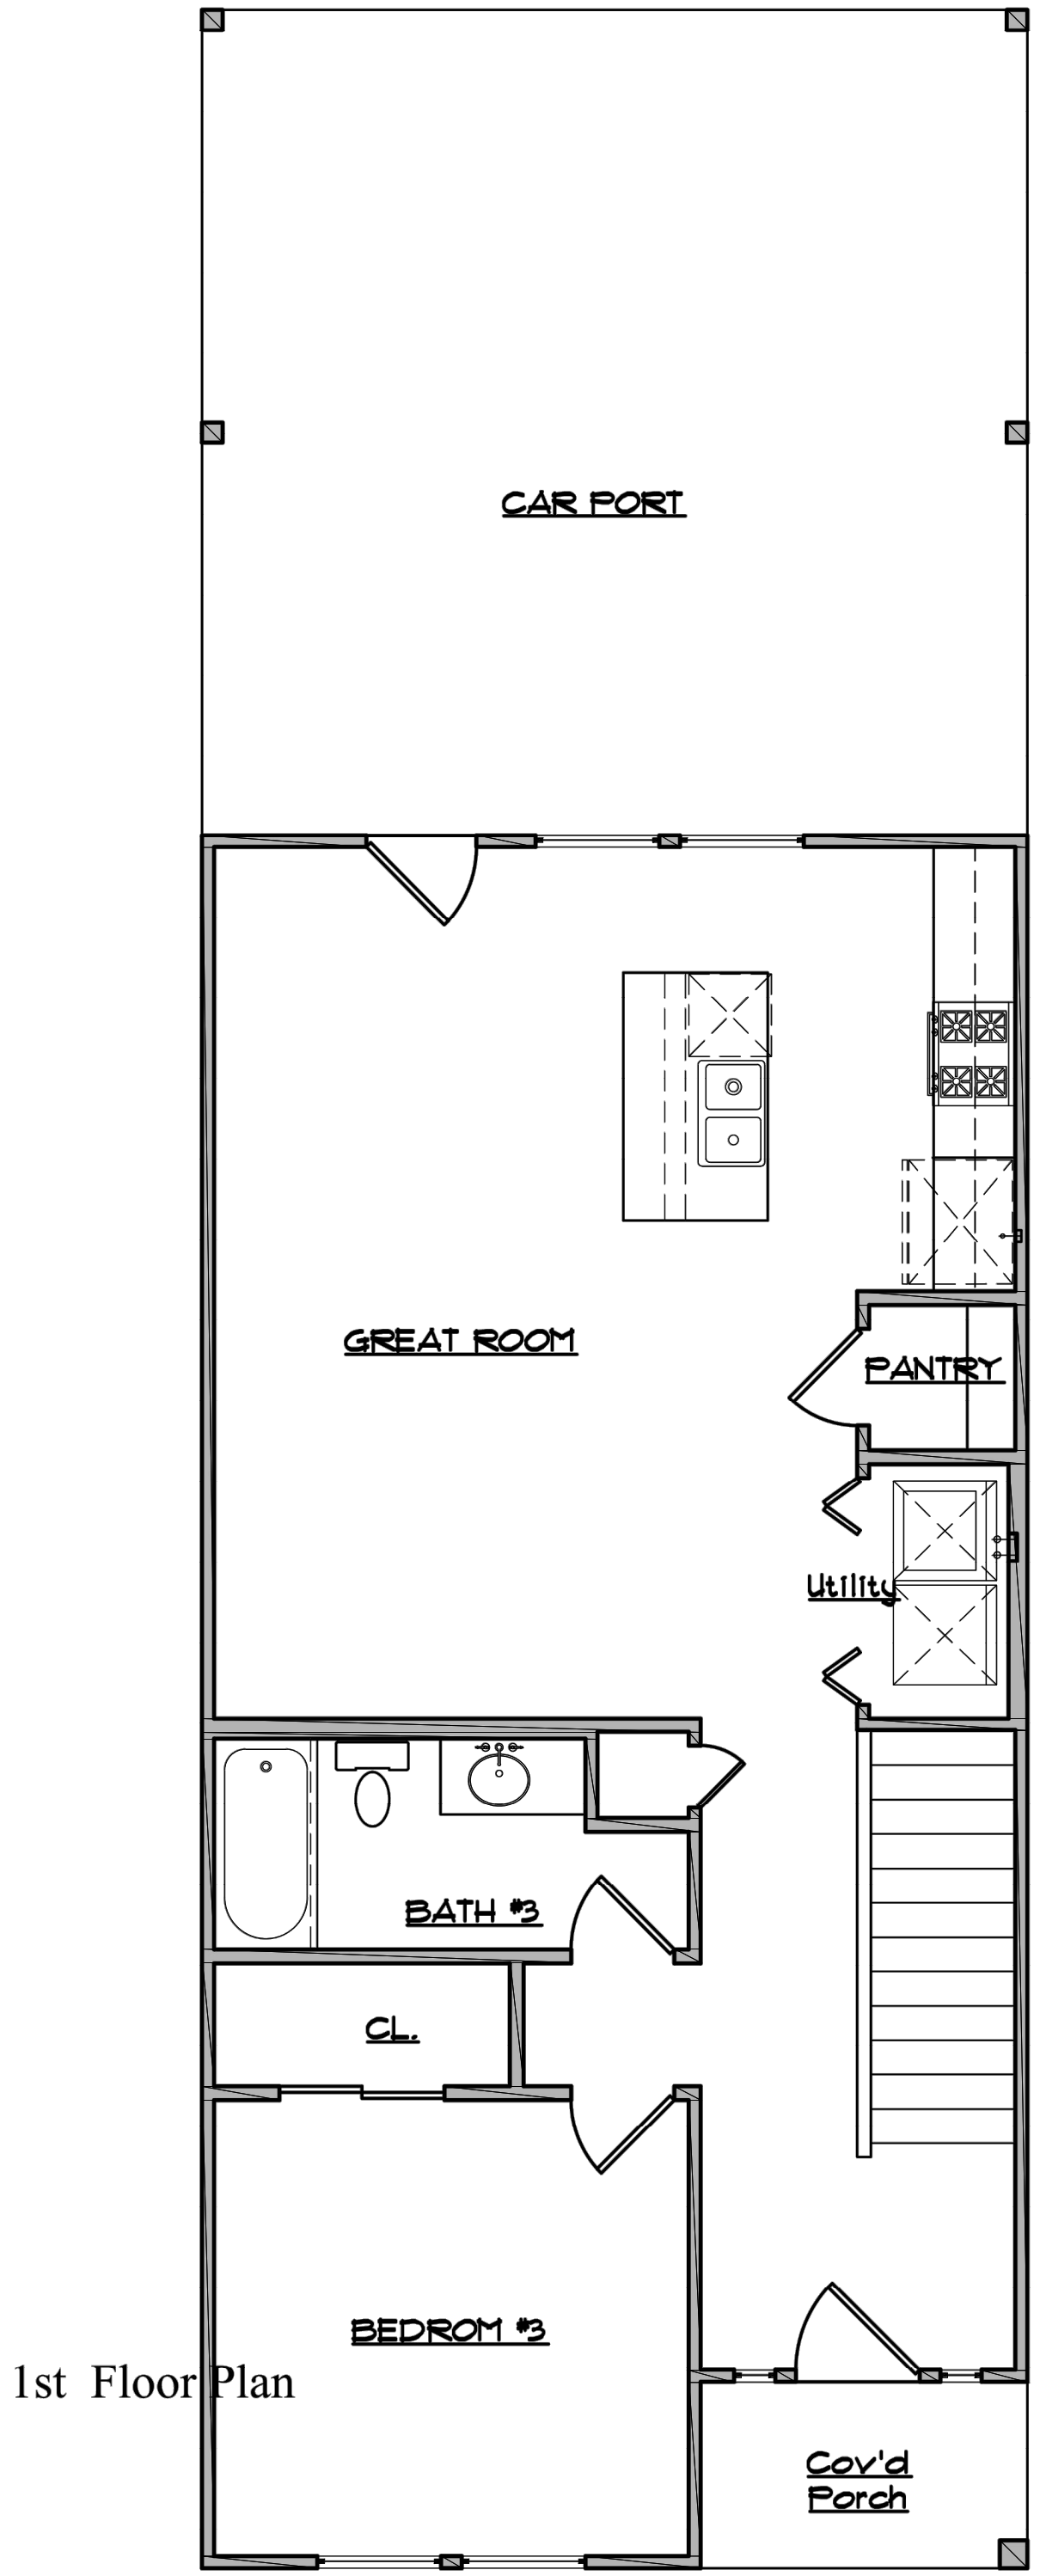 CAR PORT
GREAT ROOM
PANTRY
Utility
BATH #3
CL.
BEDROM #3
1st Floor Plan
Cov'd
Porch